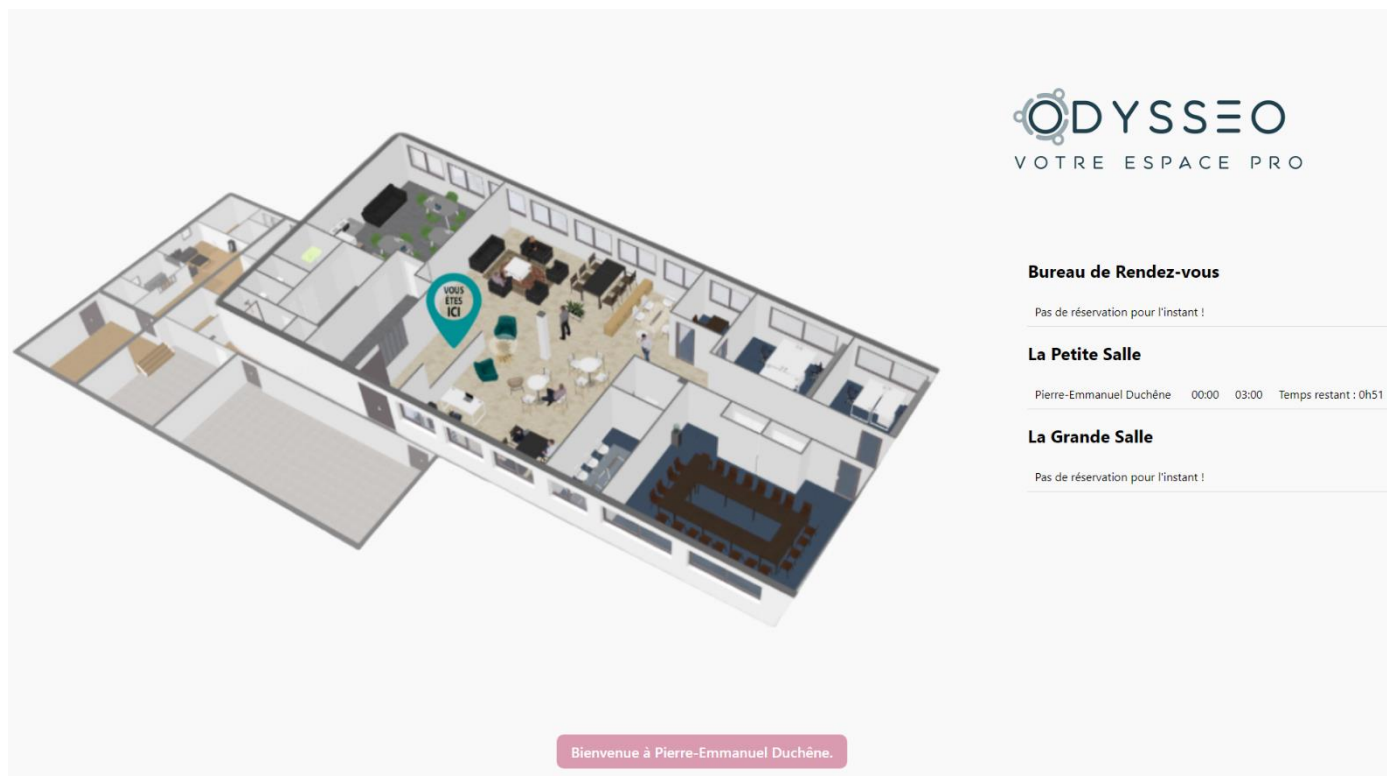 ODYSSEO
VOTRE ESPACE PRO
VOUS
ÊTES
ICI
Bureau de Rendez-vous
Pas de réservation pour l'instant !
La Petite Salle
Pierre-Emmanuel Duchêne 00:00 03:00 Temps restant : 0h51
La Grande Salle
Pas de réservation pour l'instant !
Bienvenue à Pierre-Emmanuel Duchêne.